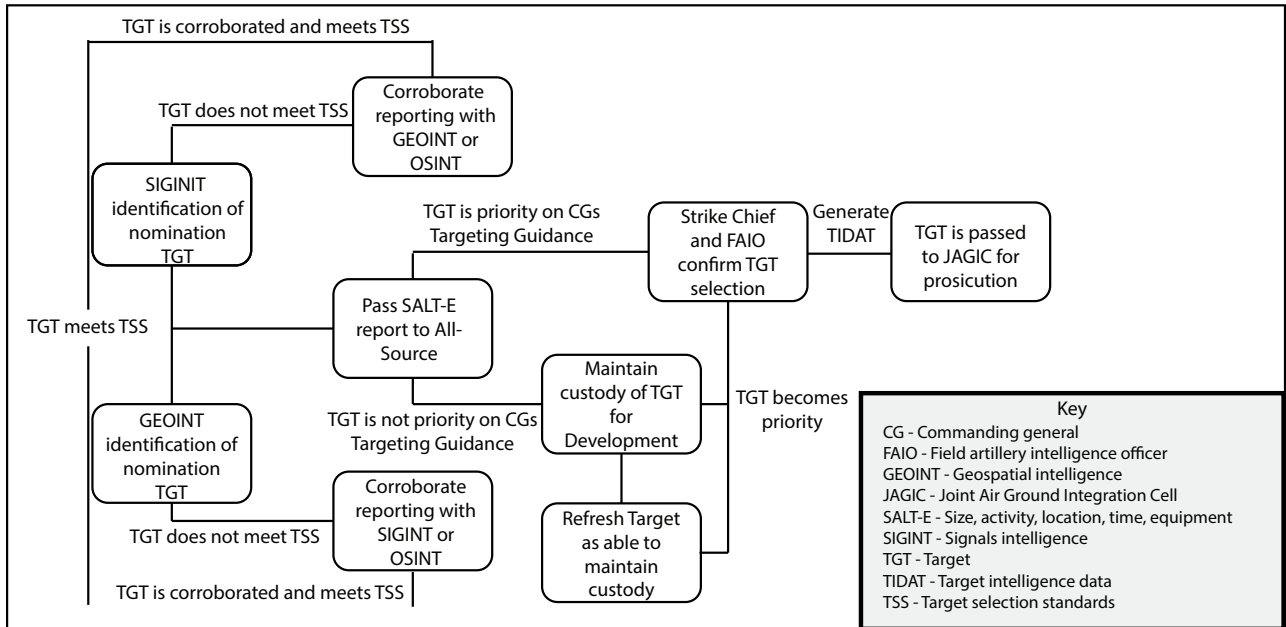 TGT is corroborated and meets TSS
TGT does not meet TSS
Corroborate
reporting with
GEOINT or
OSINT
SIGINIT
identification of
nomination
TGT
TGT is priority on CGs
Targeting Guidance
Strike Chief
and FAIO
confirm TGT
selection
Generate
TIDAT
TGT is passed
to JAGIC for
prosicution
TGT meets TSS
Pass SALT-E
report to All-
Source
Maintain
custody of TGT
for
Development
TGT becomes
priority
TGT is not priority on CGs
Targeting Guidance
GEOINT
identification of
nomination
TGT
TGT does not meet TSS
Corroborate
reporting with
SIGINT or
OSINT
Refresh Target
as able to
maintain
custody
TGT is corroborated and meets TSS
Key
CG - Commanding general
FAIO - Field artillery intelligence officer
GEOINT - Geospatial intelligence
JAGIC - Joint Air Ground Integration Cell
SALT-E - Size, activity, location, time, equipment
SIGINT - Signals intelligence
TGT - Target
TIDAT - Target intelligence data
TSS - Target selection standards